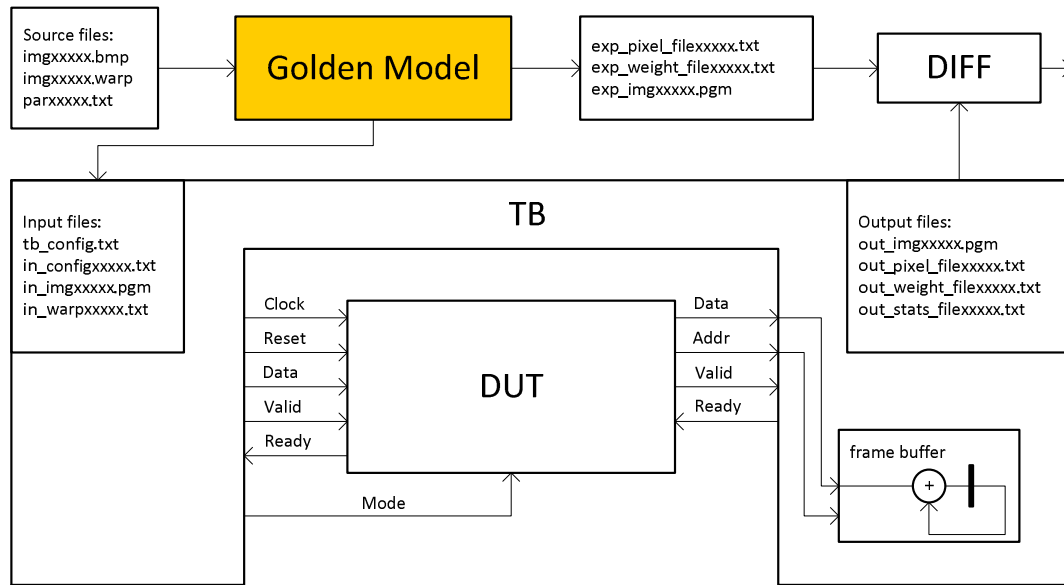 Source files:
imgxxxxx.bmp
imgxxxxx.warp
parxxxxx.txt
Golden Model
exp_pixel_filexxxxx.txt
exp_weight_filexxxxx.txt
exp_imgxxxxx.pgm
DIFF
Input files:
tb_config.txt
in_configxxxxx.txt
in_imgxxxxx.pgm
in_warpxxxxx.txt
TB
Output files:
out_imgxxxxx.pgm
out_pixel_filexxxxx.txt
out_weight_filexxxxx.txt
out_stats_filexxxxx.txt
Clock
Reset
Data
Valid
Ready
Mode
DUT
Data
Addr
Valid
Ready
frame buffer
+